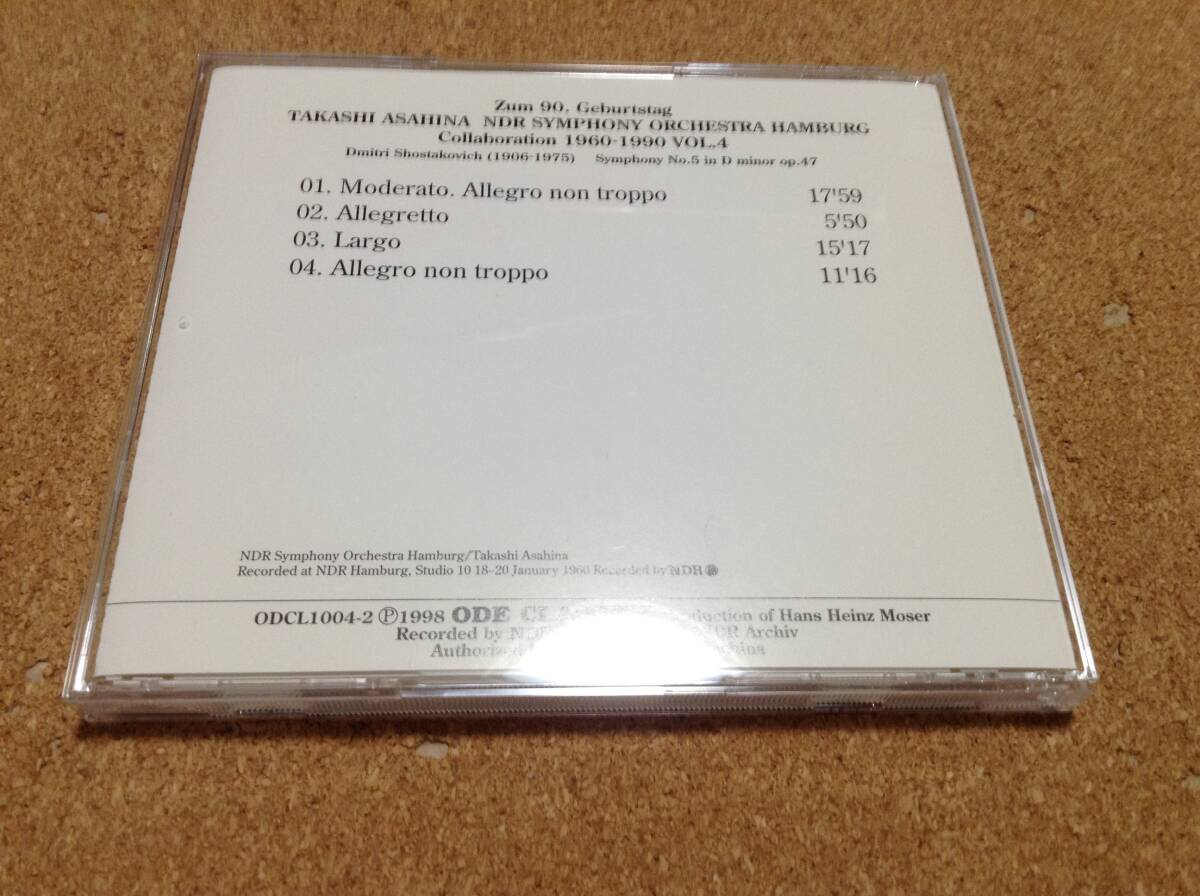 Zum 90. Geburtstag
TAKASHI ASAHINA NDR SYMPHONY ORCHESTRA HAMBURG
Collaboration 1960-1990 VOL.4
Dmitri Shostakovich (1906-1975) Symphony No.5 in D minor op.47
01. Moderato. Allegro non troppo 17'59
02. Allegretto 5'50
03. Largo 15'17
04. Allegro non troppo 11'16
NDR Symphony Orchestra Hamburg/Takashi Asahina
Recorded at NDR Hamburg, Studio 10 18-20 January 1960 Recorded by NDR
ODCL1004-2 Ⓟ1998 ODE of Hans Heinz Moser
Recorded by Archiv